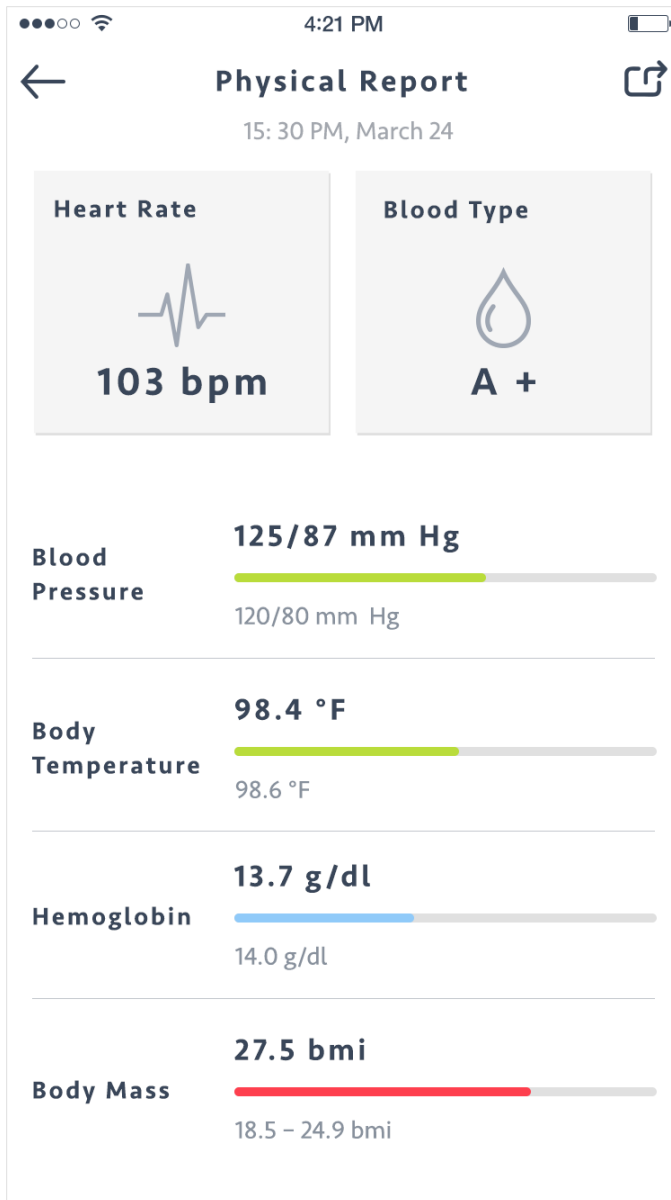 4:21 PM
Physical Report
15: 30 PM, March 24
Heart Rate
103 bpm
Blood Type
A +
Blood
Pressure
125/87 mm Hg
120/80 mm Hg
Body
Temperature
98.4 °F
98.6 °F
Hemoglobin
13.7 g/dl
14.0 g/dl
Body Mass
27.5 bmi
18.5 – 24.9 bmi